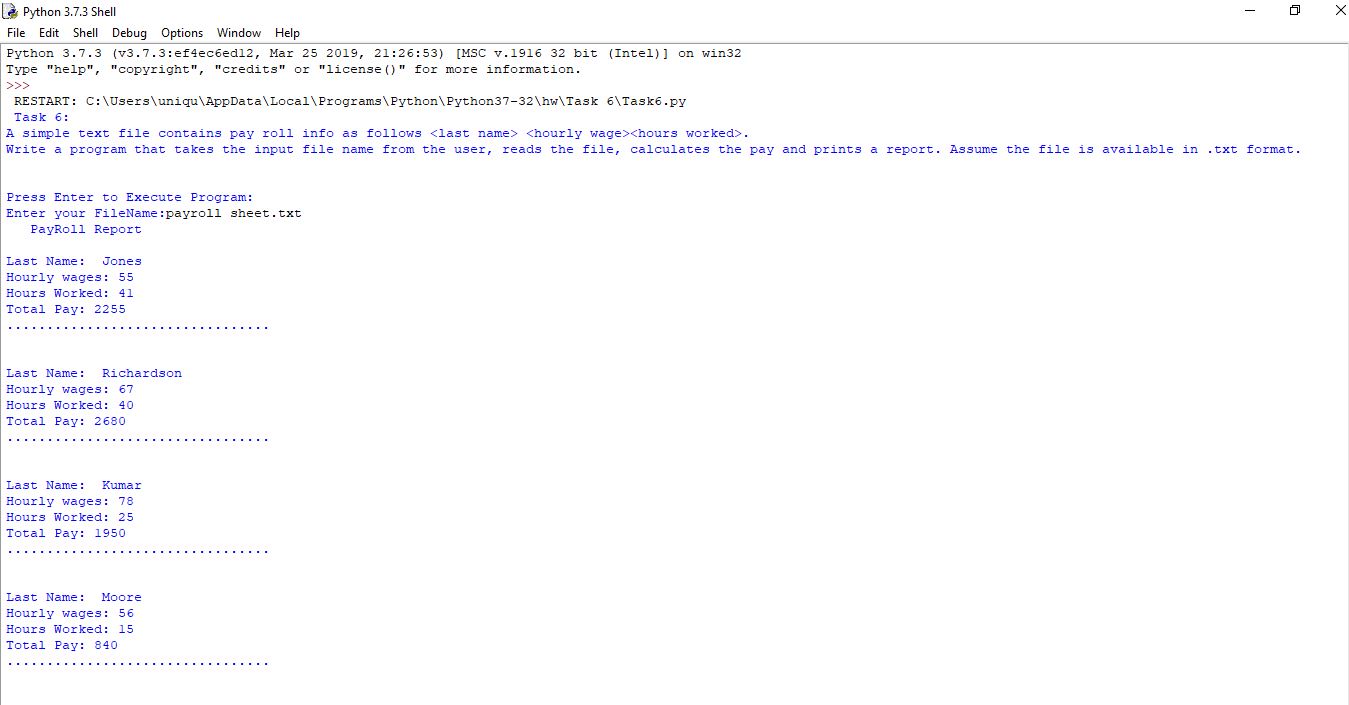 Python 3.7.3 Shell
File Edit Shell Debug Options Window Help
Python 3.7.3 (v3.7.3:ef4ec6ed12, Mar 25 2019, 21:26:53) [MSC v.1916 32 bit (Intel)] on win32
Type "help", "copyright", "credits" or "license()" for more information.
>>>
 RESTART: C:\Users\uniqu\AppData\Local\Programs\Python\Python37-32\hw\Task 6\Task6.py
 Task 6:
A simple text file contains pay roll info as follows <last name> <hourly wage><hours worked>.
Write a program that takes the input file name from the user, reads the file, calculates the pay and prints a report. Assume the file is available in .txt format.
Press Enter to Execute Program:
Enter your FileName:payroll sheet.txt
   PayRoll Report
Last Name:  Jones
Hourly wages: 55
Hours Worked: 41
Total Pay: 2255
.................................
Last Name:  Richardson
Hourly wages: 67
Hours Worked: 40
Total Pay: 2680
.................................
Last Name:  Kumar
Hourly wages: 78
Hours Worked: 25
Total Pay: 1950
.................................
Last Name:  Moore
Hourly wages: 56
Hours Worked: 15
Total Pay: 840
.................................